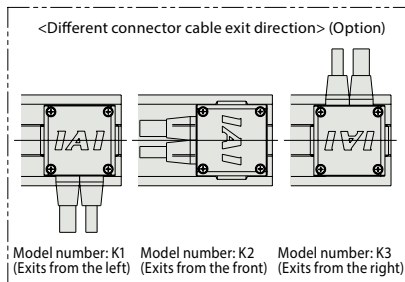 <Different connector cable exit direction> (Option)
IAI
IAI
IAI
Model number: K1
(Exits from the left)
Model number: K2
(Exits from the front)
Model number: K3
(Exits from the right)